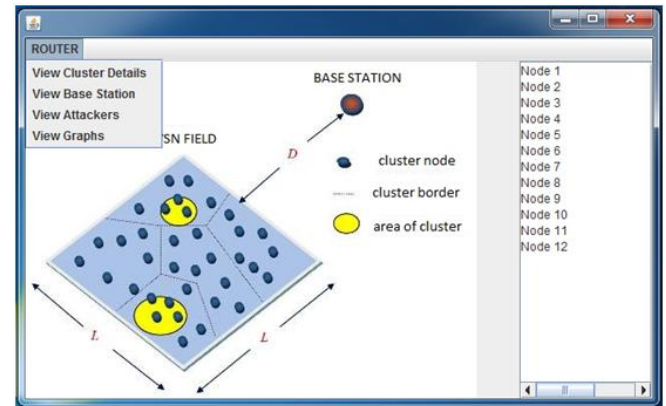 ROUTER
View Cluster Details
View Base Station
View Attackers
View Graphs
BASE STATION
SN FIELD
D
cluster node
cluster border
area of cluster
L
L
Node 1
Node 2
Node 3
Node 4
Node 5
Node 6
Node 7
Node 8
Node 9
Node 10
Node 11
Node 12